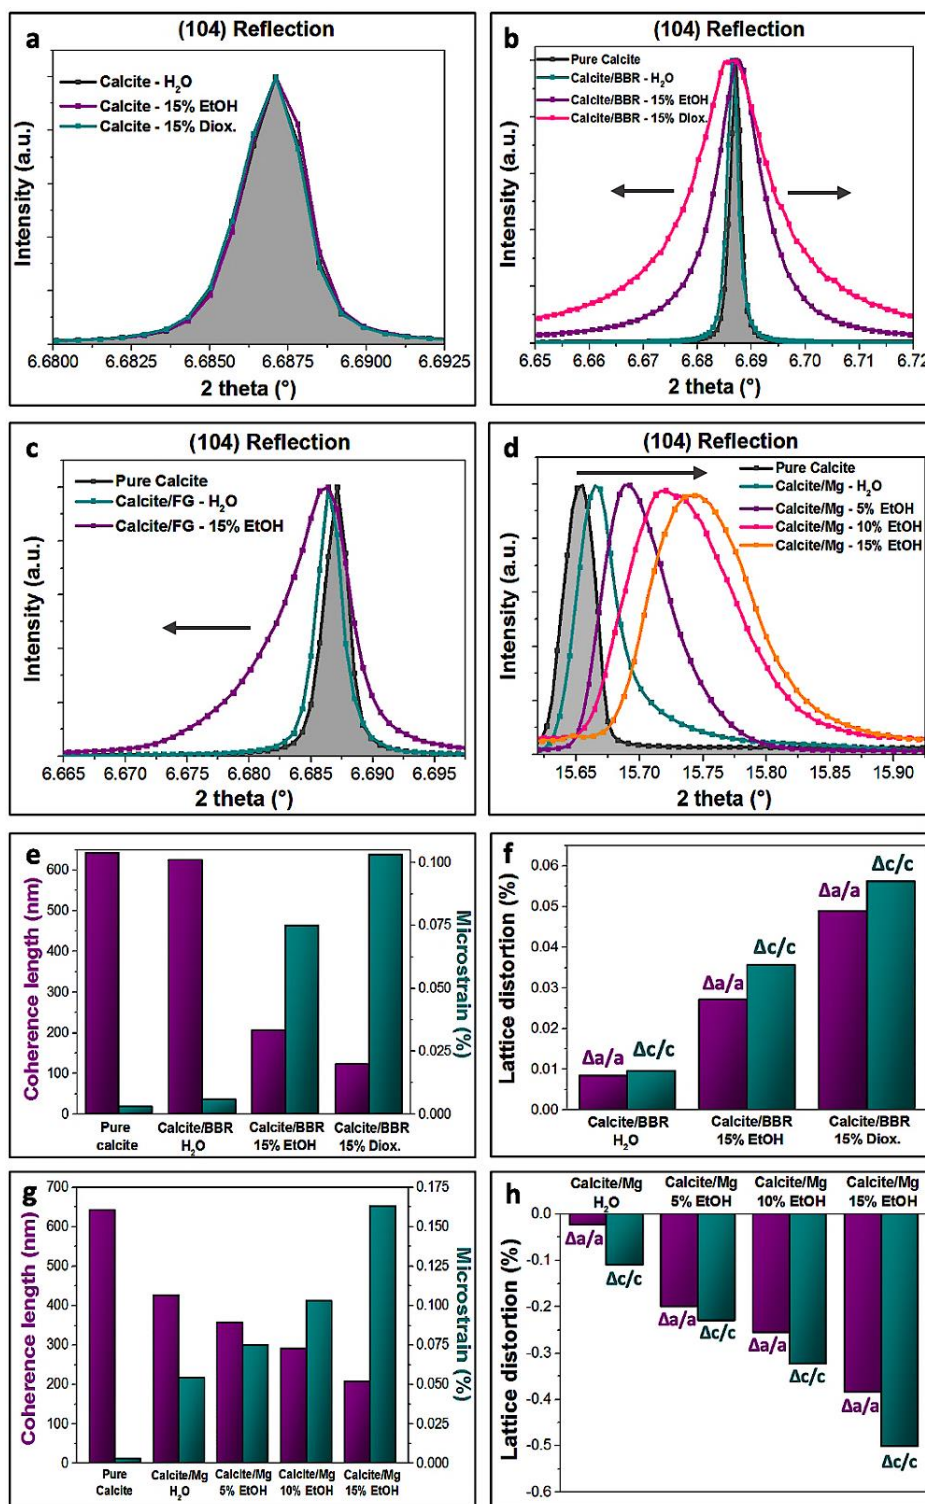 a
(104) Reflection
Calcite - H₂O
Calcite - 15% EtOH
Calcite - 15% Diox.
Intensity (a.u.)
6.6800 6.6825 6.6850 6.6875 6.6900 6.6925
2 theta (°)
b
(104) Reflection
Pure Calcite
Calcite/BBR - H₂O
Calcite/BBR - 15% EtOH
Calcite/BBR - 15% Diox.
Intensity (a.u.)
6.65 6.66 6.67 6.68 6.69 6.70 6.71 6.72
2 theta (°)
c
(104) Reflection
Pure Calcite
Calcite/FG - H₂O
Calcite/FG - 15% EtOH
Intensity (a.u.)
6.665 6.670 6.675 6.680 6.685 6.690 6.695
2 theta (°)
d
(104) Reflection
Pure Calcite
Calcite/Mg - H₂O
Calcite/Mg - 5% EtOH
Calcite/Mg - 10% EtOH
Calcite/Mg - 15% EtOH
Intensity (a.u.)
15.65 15.70 15.75 15.80 15.85 15.90
2 theta (°)
e
Coherence length (nm)
600
500
400
300
200
100
0
Microstrain (%)
0.100
0.075
0.050
0.025
0.000
Pure Calcite/BBR Calcite/BBR Calcite/BBR
calcite H₂O 15% EtOH 15% Diox.
f
Lattice distortion (%)
0.06
0.05
0.04
0.03
0.02
0.01
0.00
Δa/a Δc/c
Δa/a Δc/c
Δa/a Δc/c
Calcite/BBR Calcite/BBR Calcite/BBR
H₂O 15% EtOH 15% Diox.
g
Coherence length (nm)
700
600
500
400
300
200
100
0
Microstrain (%)
0.175
0.150
0.125
0.100
0.075
0.050
0.025
0.000
Pure Calcite/Mg Calcite/Mg Calcite/Mg Calcite/Mg
Calcite H₂O 5% EtOH 10% EtOH 15% EtOH
h
Calcite/Mg Calcite/Mg Calcite/Mg Calcite/Mg
H₂O 5% EtOH 10% EtOH 15% EtOH
Lattice distortion (%)
0.0
-0.1
-0.2
-0.3
-0.4
-0.5
-0.6
Δa/a Δc/c
Δa/a Δc/c
Δa/a Δc/c
Δa/a Δc/c